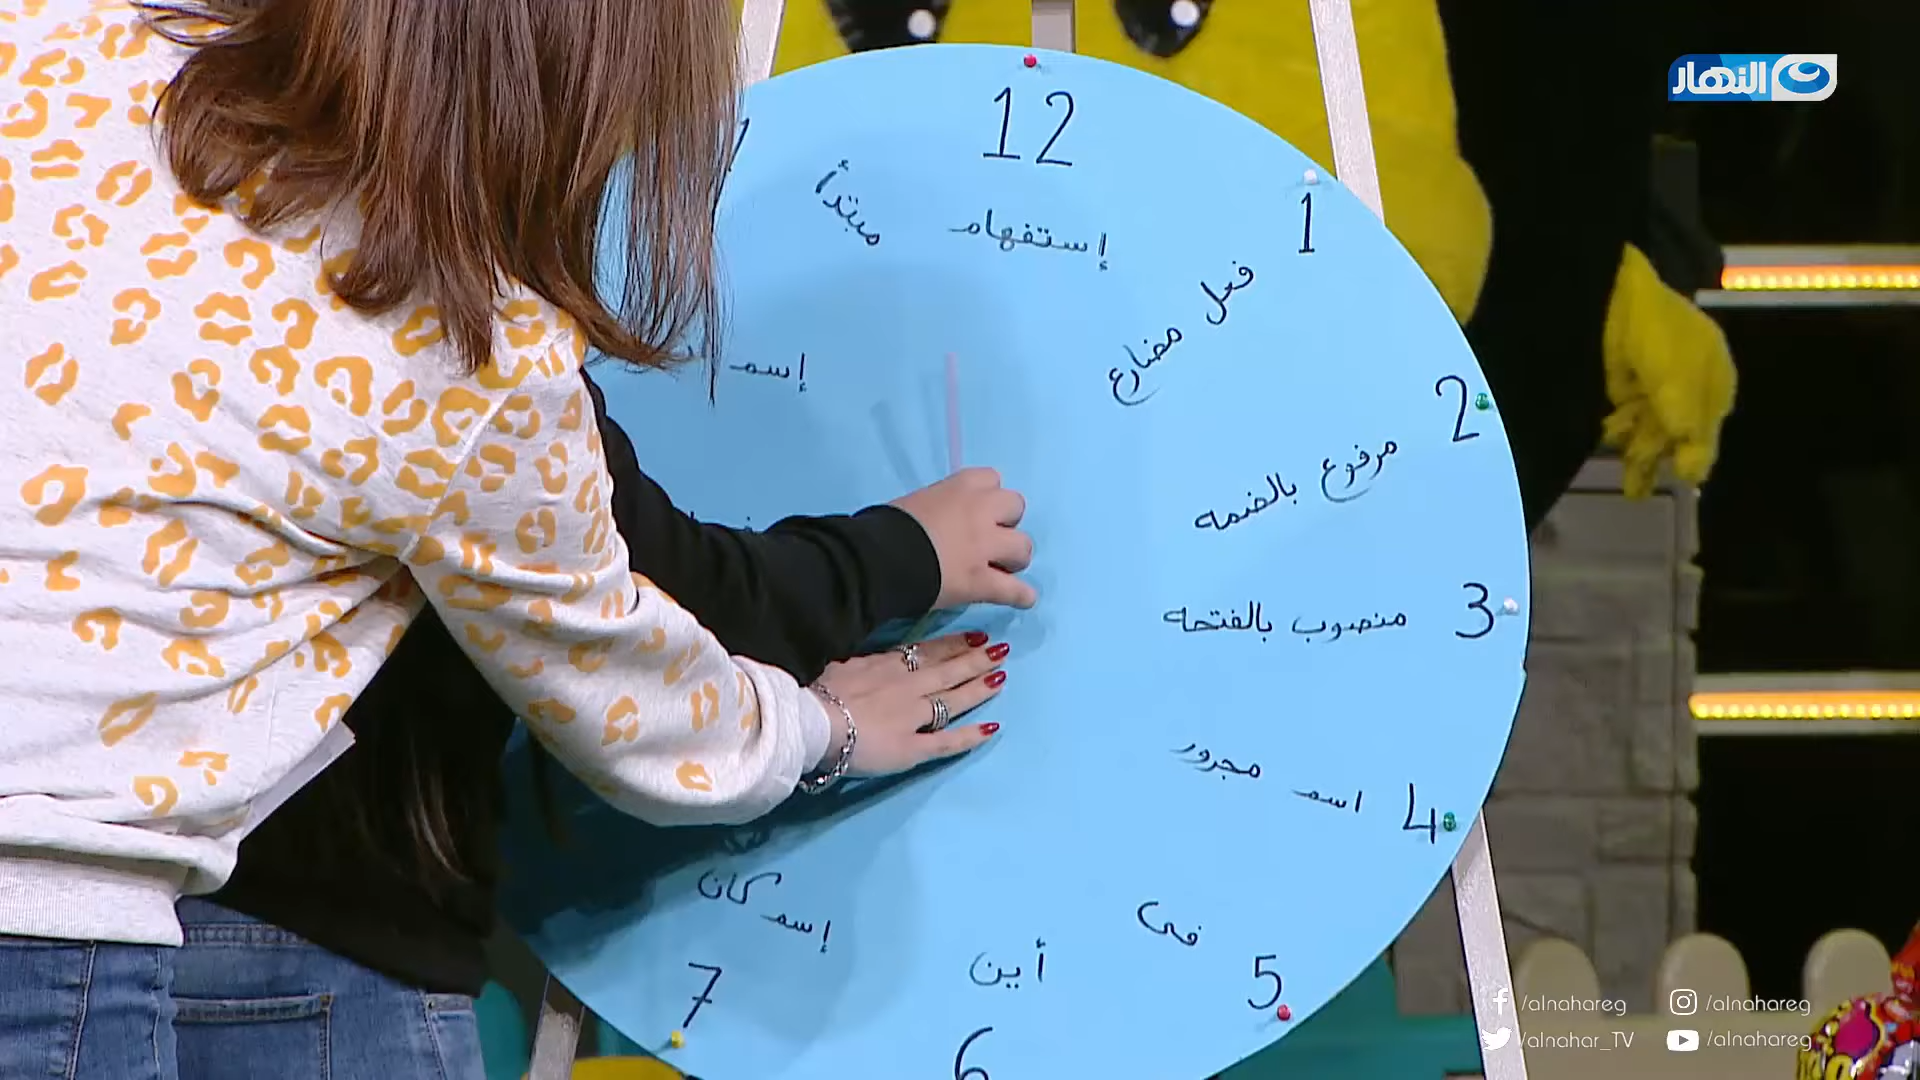 النهار
12
إستفهام
مبتدأ
1
فعل مضارع
2
مرفوع بالضمه
إسم
3
منصوب بالفتحه
4
اسم مجرور
5
في
6
أين
7
إسم كان
/alnahareg
/alnahareg
/alnahar_TV
/alnahareg